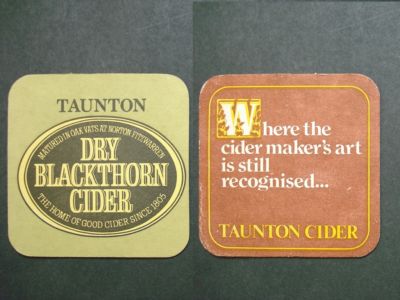 TAUNTON
MATURED IN OAK VATS AT NORTON FITZWARREN
DRY
BLACKTHORN
CIDER
THE HOME OF GOOD CIDER SINCE 1805
Where the
cider maker's art
is still
recognised...
TAUNTON CIDER